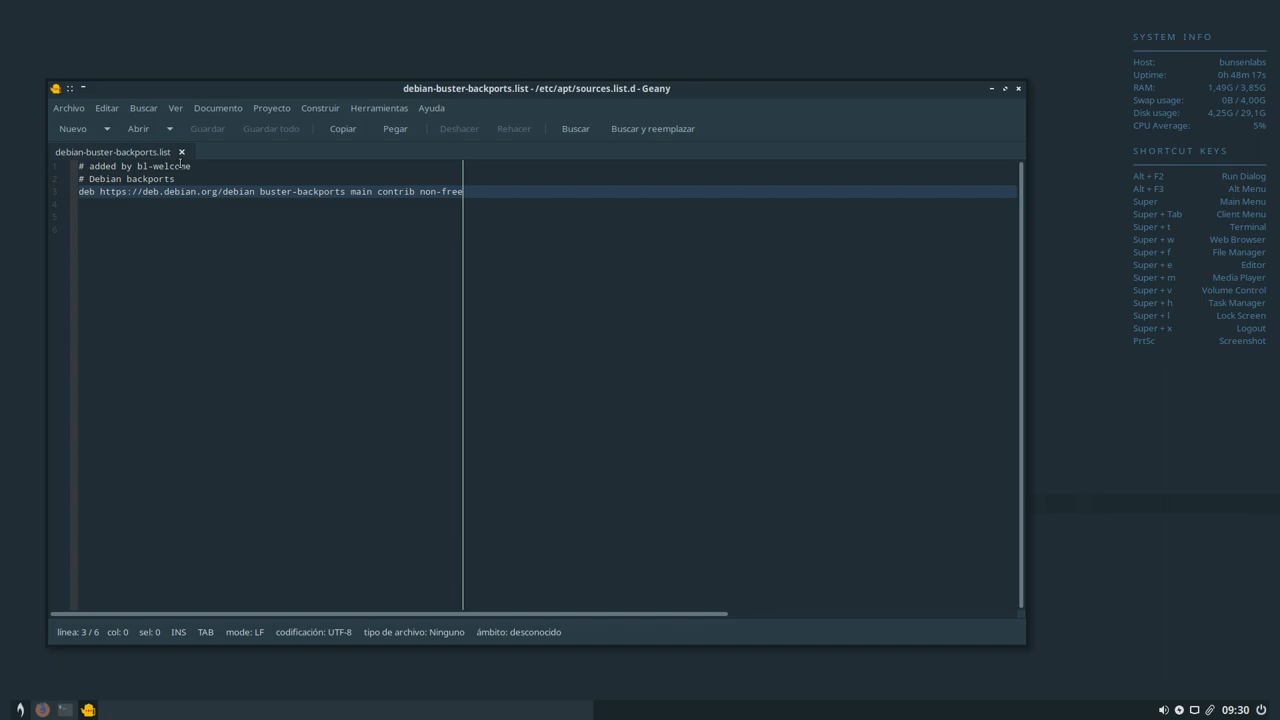 debian-buster-backports.list - /etc/apt/sources.list.d - Geany
Archivo Editar Buscar Ver Documento Proyecto Construir Herramientas Ayuda
Nuevo Abrir Guardar Guardar todo Copiar Pegar Deshacer Rehacer Buscar Buscar y reemplazar
debian-buster-backports.list
1 # added by bl-welcome
2 # Debian backports
3 deb https://deb.debian.org/debian buster-backports main contrib non-free
4
5
6
línea: 3 / 6 col: 0 sel: 0 INS TAB mode: LF codificación: UTF-8 tipo de archivo: Ninguno ámbito: desconocido
SYSTEM INFO
Host: bunsenlabs
Uptime: 0h 48m 17s
RAM: 1,49G / 3,85G
Swap usage: 0B / 4,00G
Disk usage: 4,25G / 29,1G
CPU Average: 5%
SHORTCUT KEYS
Alt + F2 Run Dialog
Alt + F3 Alt Menu
Super Main Menu
Super + Tab Client Menu
Super + t Terminal
Super + w Web Browser
Super + f File Manager
Super + e Editor
Super + m Media Player
Super + v Volume Control
Super + h Task Manager
Super + l Lock Screen
Super + x Logout
PrtSc Screenshot
09:30